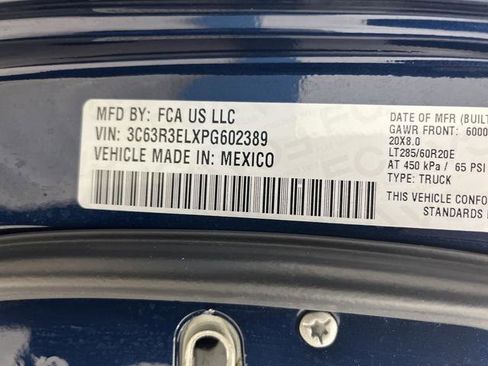 MFD BY: FCA US LLC
VIN: 3C63R3ELXPG602389
VEHICLE MADE IN: MEXICO
DATE OF MFR (BUILT
GAWR FRONT: 6000
20X8.0
LT285/60R20E
AT 450 kPa / 65 PSI
TYPE: TRUCK
THIS VEHICLE CONFO
STANDARDS